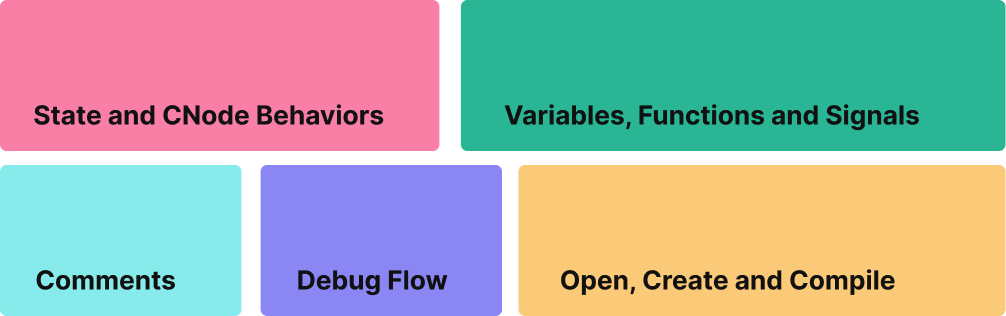 State and CNode Behaviors
Variables, Functions and Signals
Comments
Debug Flow
Open, Create and Compile